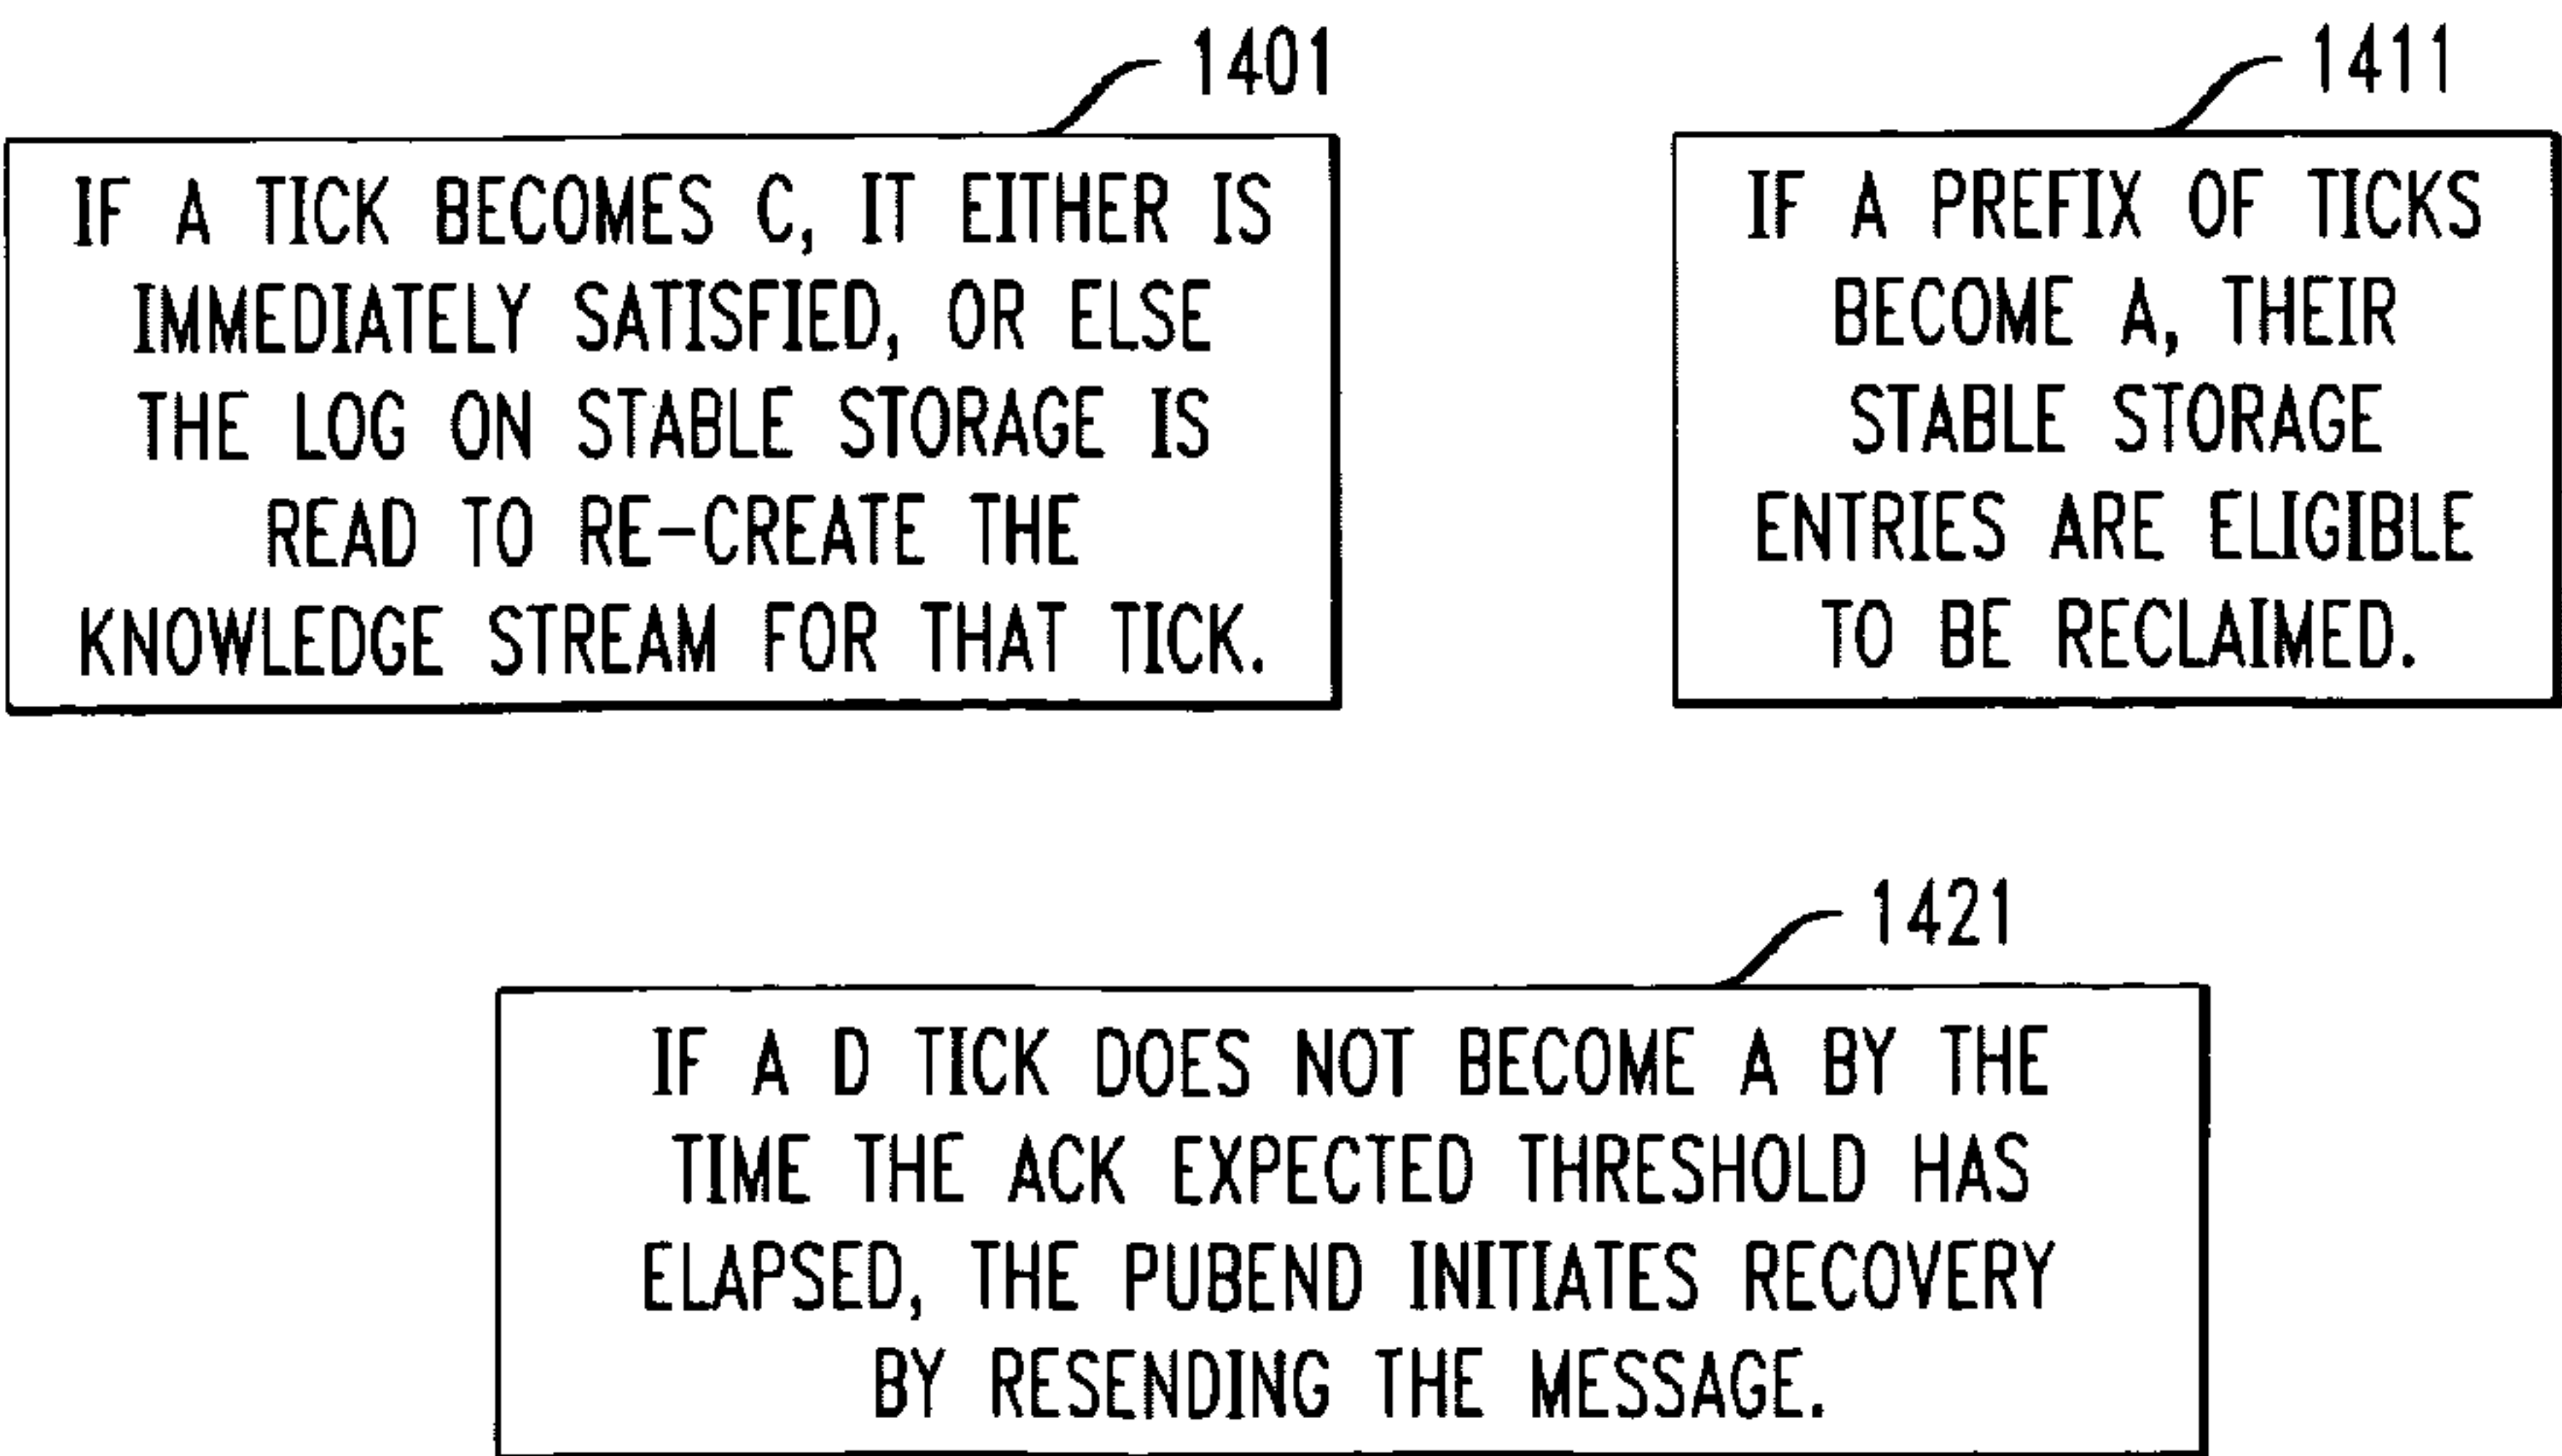 1401
IF A TICK BECOMES C, IT EITHER IS
IMMEDIATELY SATISFIED, OR ELSE
THE LOG ON STABLE STORAGE IS
READ TO RE-CREATE THE
KNOWLEDGE STREAM FOR THAT TICK.
1411
IF A PREFIX OF TICKS
BECOME A, THEIR
STABLE STORAGE
ENTRIES ARE ELIGIBLE
TO BE RECLAIMED.
1421
IF A D TICK DOES NOT BECOME A BY THE
TIME THE ACK EXPECTED THRESHOLD HAS
ELAPSED, THE PUBEND INITIATES RECOVERY
BY RESENDING THE MESSAGE.